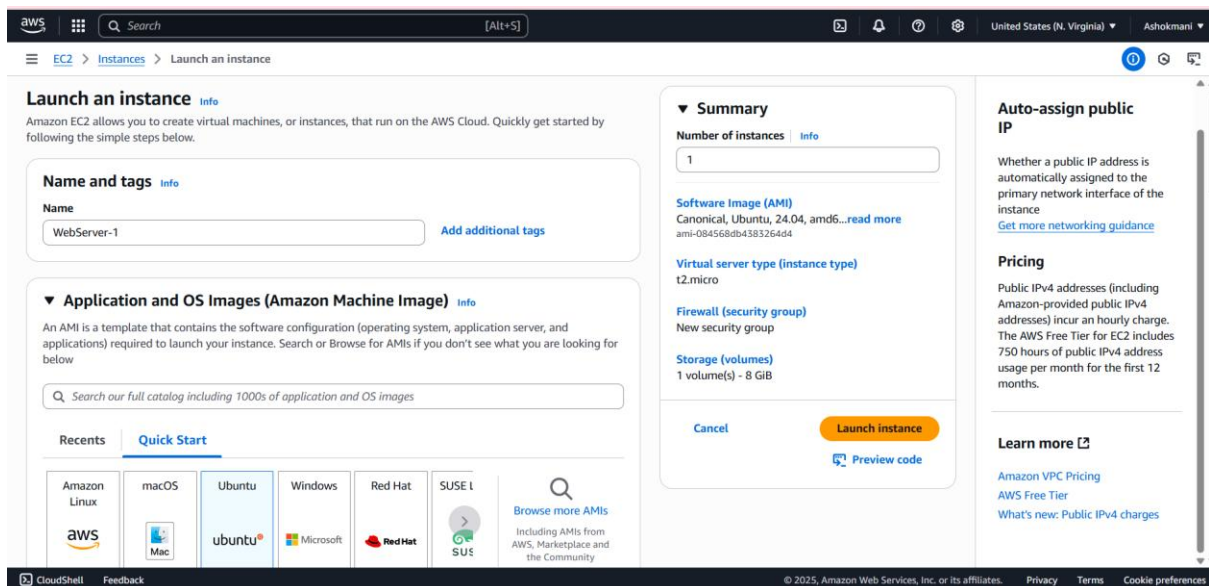 aws
Search
[Alt+S]
United States (N. Virginia)
Ashokmani
EC2 > Instances > Launch an instance
Launch an instance Info
Amazon EC2 allows you to create virtual machines, or instances, that run on the AWS Cloud. Quickly get started by
following the simple steps below.
Name and tags Info
Name
WebServer-1
Add additional tags
Application and OS Images (Amazon Machine Image) Info
An AMI is a template that contains the software configuration (operating system, application server, and
applications) required to launch your instance. Search or Browse for AMIs if you don't see what you are looking for
below
Search our full catalog including 1000s of application and OS images
Recents
Quick Start
Amazon
Linux
aws
macOS
Mac
Ubuntu
ubuntu
Windows
Microsoft
Red Hat
Red Hat
SUSE L
SUS
Browse more AMIs
Including AMIs from
AWS, Marketplace and
the Community
Summary
Number of instances Info
1
Software Image (AMI)
Canonical, Ubuntu, 24.04, amd6...read more
ami-084568db4383264d4
Virtual server type (instance type)
t2.micro
Firewall (security group)
New security group
Storage (volumes)
1 volume(s) - 8 GiB
Cancel
Launch instance
Preview code
Auto-assign public
IP
Whether a public IP address is
automatically assigned to the
primary network interface of the
instance
Get more networking guidance
Pricing
Public IPv4 addresses (including
Amazon-provided public IPv4
addresses) incur an hourly charge.
The AWS Free Tier for EC2 includes
750 hours of public IPv4 address
usage per month for the first 12
months.
Learn more
Amazon VPC Pricing
AWS Free Tier
What's new: Public IPv4 charges
CloudShell Feedback
© 2025, Amazon Web Services, Inc. or its affiliates. Privacy Terms Cookie preferences